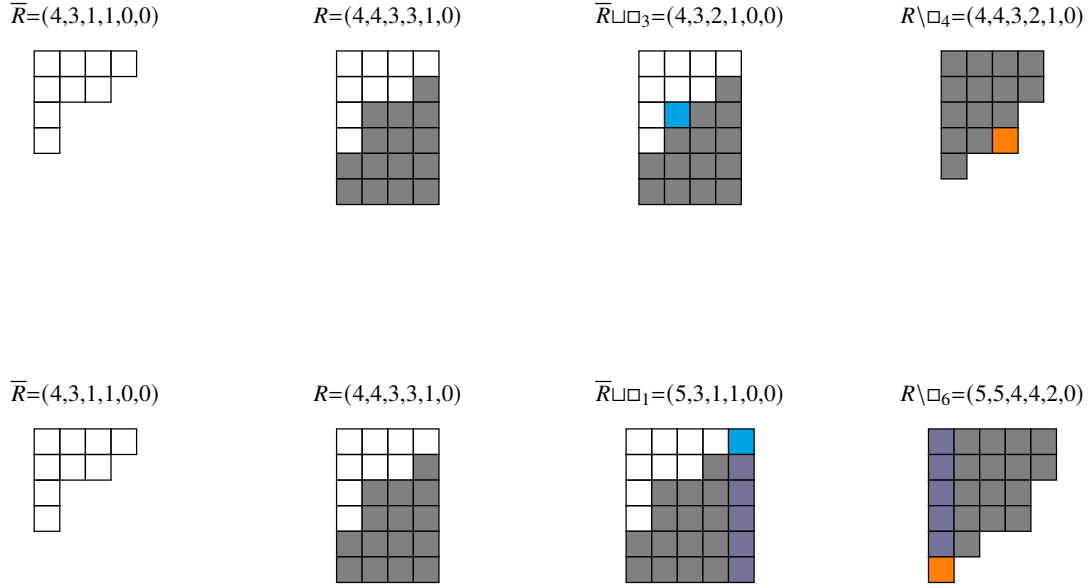 R̅=(4,3,1,1,0,0)
R=(4,4,3,3,1,0)
R̅⊔□₃=(4,3,2,1,0,0)
R\□₄=(4,4,3,2,1,0)
R̅=(4,3,1,1,0,0)
R=(4,4,3,3,1,0)
R̅⊔□₁=(5,3,1,1,0,0)
R\□₆=(5,5,4,4,2,0)